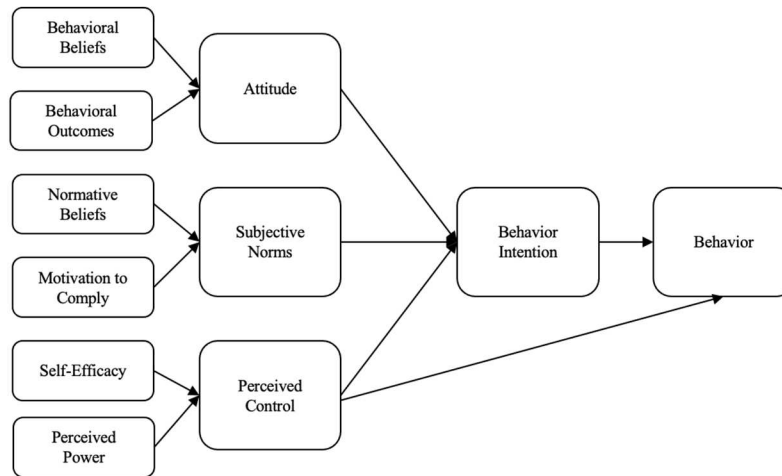 Behavioral
Beliefs
Behavioral
Outcomes
Attitude
Normative
Beliefs
Motivation to
Comply
Subjective
Norms
Self-Efficacy
Perceived
Power
Perceived
Control
Behavior
Intention
Behavior